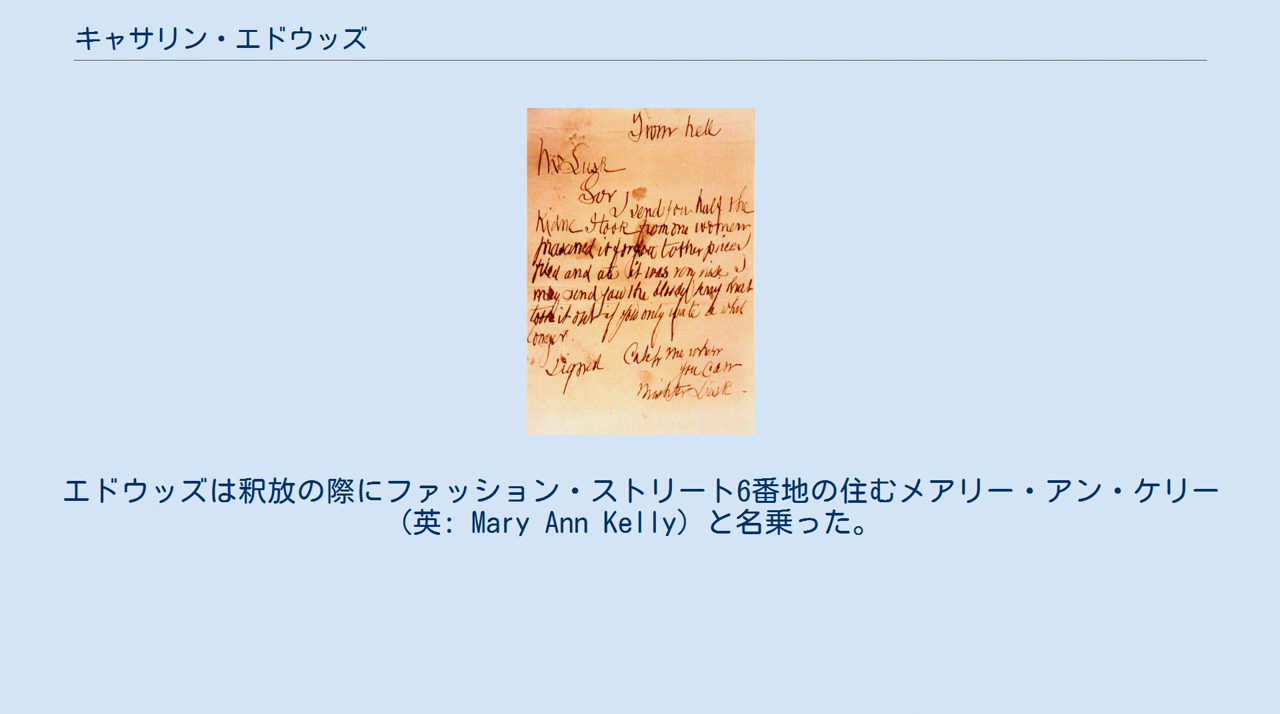 キャサリン・エドウッズ
From hell
Mr Lusk
Sor
I send you half the
Kidne I took from one women
prasarved it for you tother piece I
fried and ate it was very nise I
may send you the bloody knif that
took it out if you only wate a whil
longer.
Signed Catch me when
you Can
Mishter Lusk.
エドウッズは釈放の際にファッション・ストリート6番地の住むメアリー・アン・ケリー
（英: Mary Ann Kelly）と名乗った。